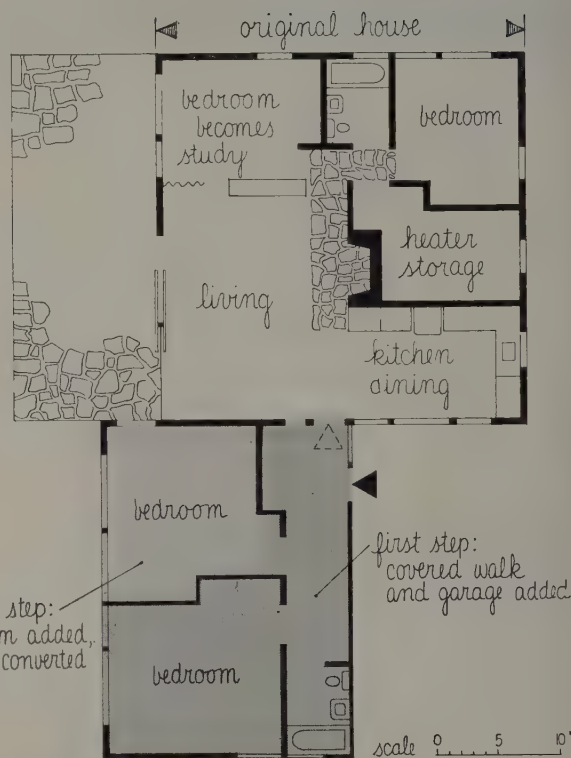 original house
bedroom
becomes
study
bedroom
heater
storage
living
kitchen
dining
bedroom
first step:
covered walk
and garage added
step:
added,
converted
bedroom
scale 0 5 10'